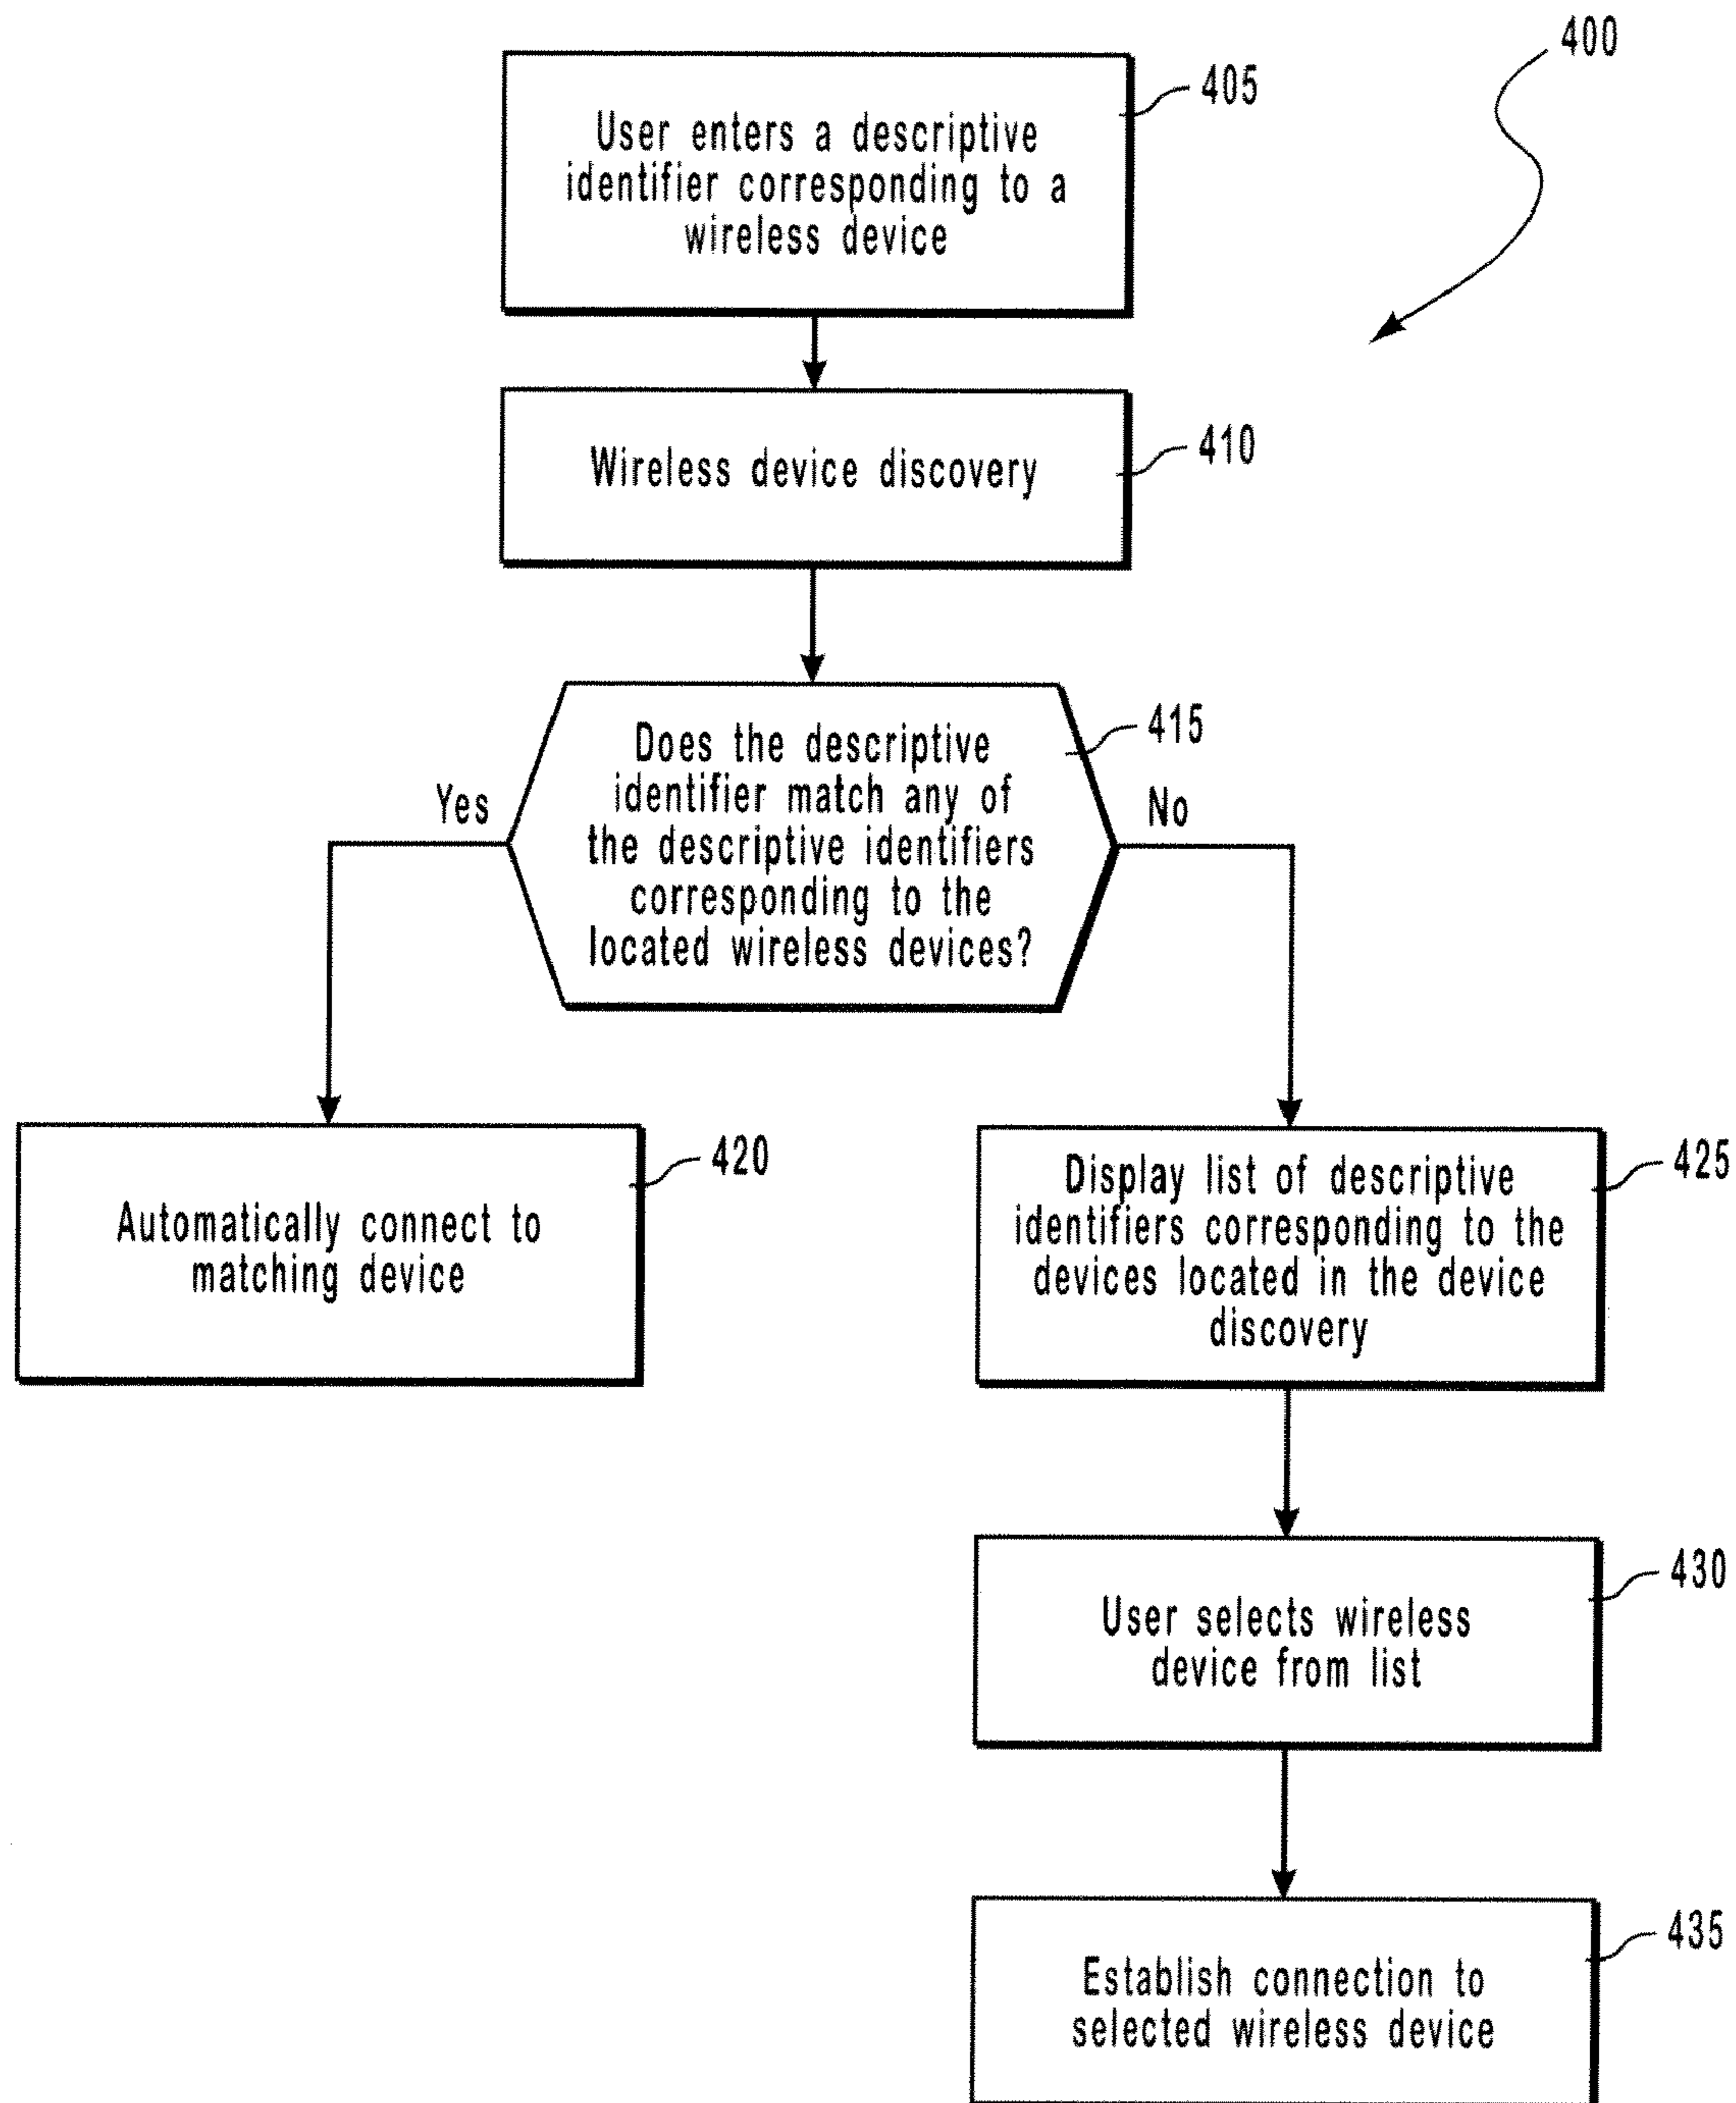 400
405
User enters a descriptive
identifier corresponding to a
wireless device
410
Wireless device discovery
415
Does the descriptive
identifier match any of
the descriptive identifiers
corresponding to the
located wireless devices?
Yes
No
420
Automatically connect to
matching device
425
Display list of descriptive
identifiers corresponding to the
devices located in the device
discovery
430
User selects wireless
device from list
435
Establish connection to
selected wireless device